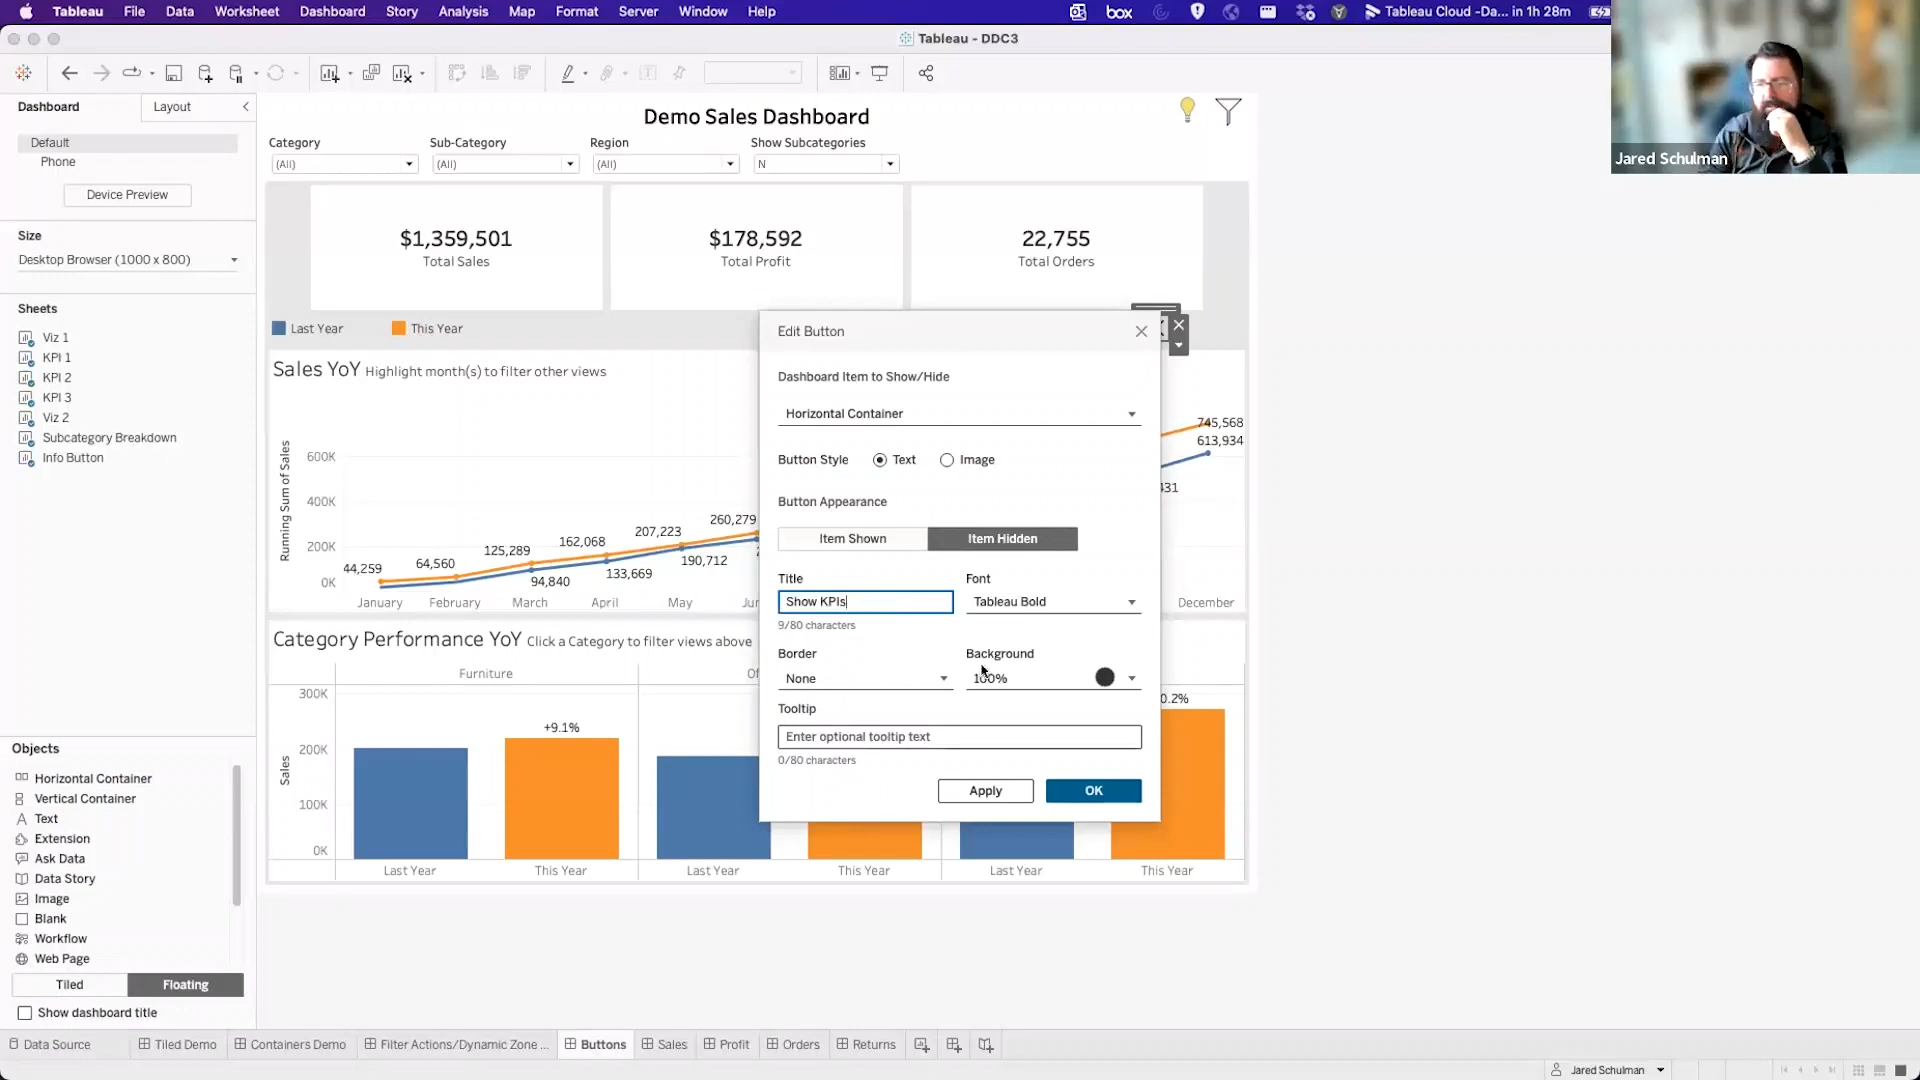 Tableau File Data Worksheet Dashboard Story Analysis Map Format Server Window Help
box
Tableau Cloud -Da... in 1h 28m
Tableau - DDC3
Jared Schulman
Dashboard Layout
Default
Phone
Device Preview
Size
Desktop Browser (1000 x 800)
Sheets
Viz 1
KPI 1
KPI 2
KPI 3
Viz 2
Subcategory Breakdown
Info Button
Objects
Horizontal Container
Vertical Container
Text
Extension
Ask Data
Data Story
Image
Blank
Workflow
Web Page
Tiled Floating
Show dashboard title
Demo Sales Dashboard
Category Sub-Category Region Show Subcategories
(All) (All) (All) N
$1,359,501 $178,592 22,755
Total Sales Total Profit Total Orders
Last Year This Year
Sales YoY Highlight month(s) to filter other views
Running Sum of Sales
600K
400K
200K
0K
44,259
64,560
125,289
94,840
162,068
133,669
207,223
190,712
260,279
745,568
613,934
431
January February March April May Jun December
Category Performance YoY Click a Category to filter views above
Furniture Of
Sales
300K
200K
100K
0K
+9.1%
0.2%
Last Year This Year Last Year This Year Last Year This Year
Edit Button
Dashboard Item to Show/Hide
Horizontal Container
Button Style Text Image
Button Appearance
Item Shown Item Hidden
Title Font
Show KPIs Tableau Bold
9/80 characters
Border Background
None 100%
Tooltip
Enter optional tooltip text
0/80 characters
Apply OK
Data Source Tiled Demo Containers Demo Filter Actions/Dynamic Zone ... Buttons Sales Profit Orders Returns
Jared Schulman